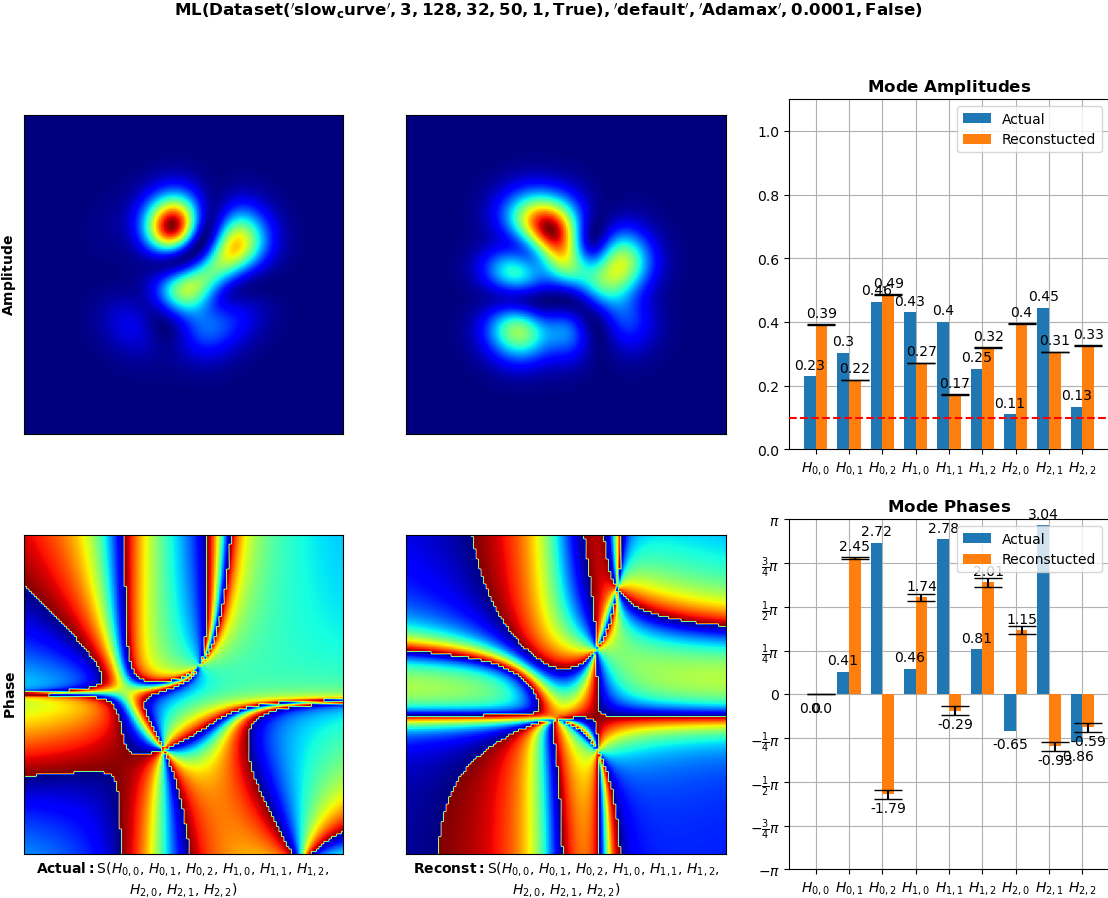 ML(Dataset('slow_curve', 3, 128, 32, 50, 1, True), 'default', 'Adamax', 0.0001, False)
Amplitude
Mode Amplitudes
Actual
Reconstucted
1.0
0.8
0.6
0.4
0.2
0.0
0.23 0.39 0.3 0.22 0.46 0.49 0.43 0.27 0.4 0.17 0.25 0.32 0.11 0.4 0.45 0.31 0.13 0.33
H0,0 H0,1 H0,2 H1,0 H1,1 H1,2 H2,0 H2,1 H2,2
Phase
Actual: S(H0,0, H0,1, H0,2, H1,0, H1,1, H1,2,
H2,0, H2,1, H2,2)
Reconst: S(H0,0, H0,1, H0,2, H1,0, H1,1, H1,2,
H2,0, H2,1, H2,2)
Mode Phases
Actual
Reconstucted
π
3/4π
1/2π
1/4π
0
−1/4π
−1/2π
−3/4π
−π
0.0 0.0 0.41 2.45 2.72 -1.79 0.46 1.74 2.78 -0.29 0.81 2.01 -0.65 1.15 3.04 -0.93 -0.86 -0.59
H0,0 H0,1 H0,2 H1,0 H1,1 H1,2 H2,0 H2,1 H2,2